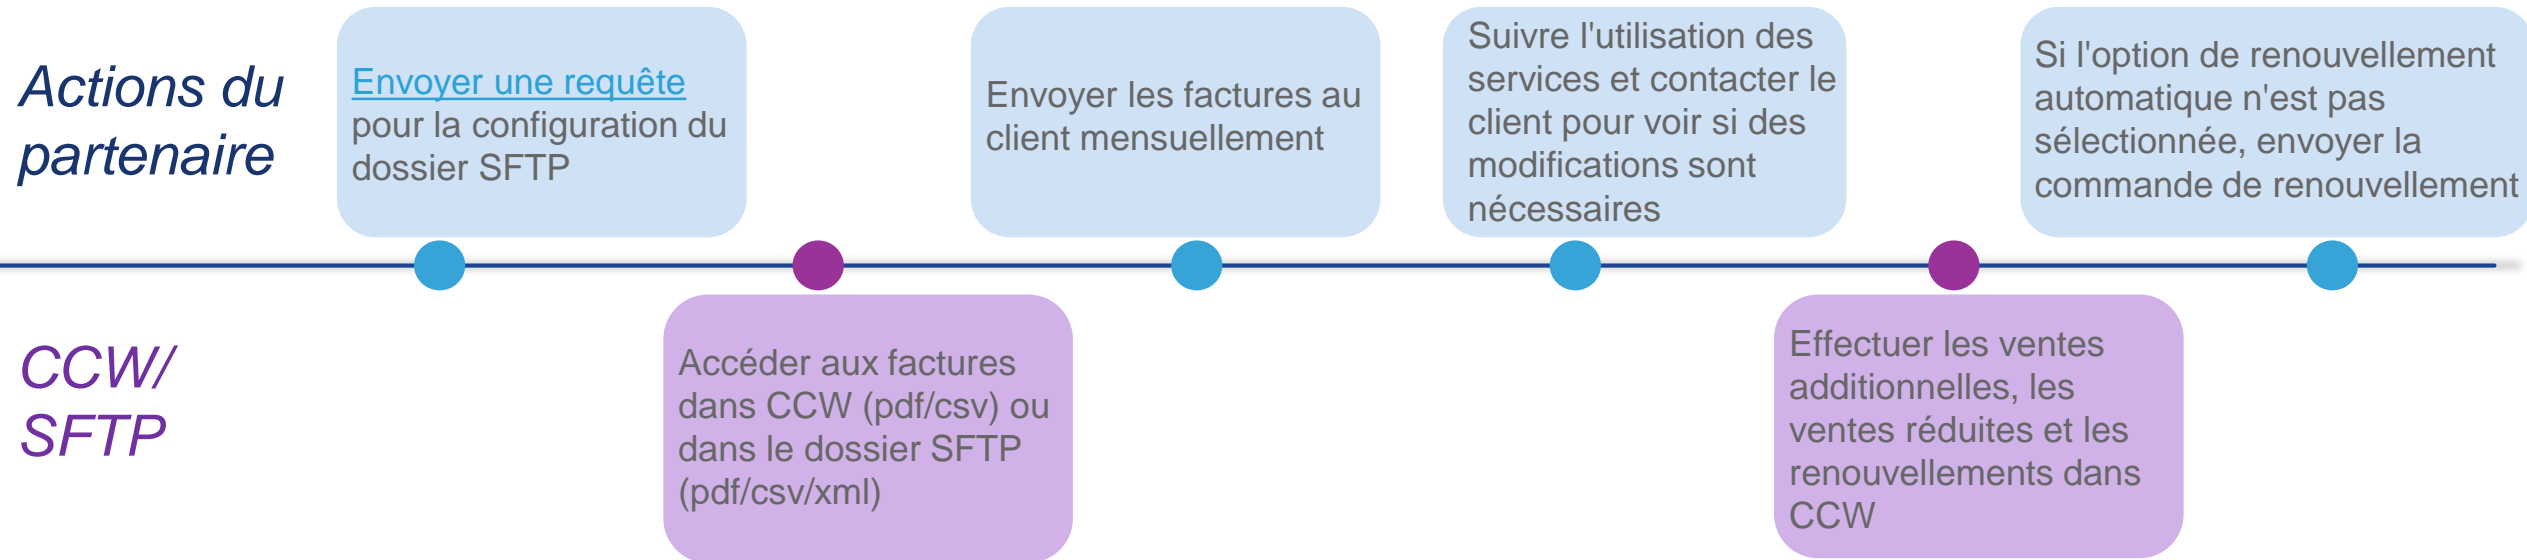 Actions du
partenaire
Envoyer une requête
pour la configuration du
dossier SFTP
Envoyer les factures au
client mensuellement
Suivre l'utilisation des
services et contacter le
client pour voir si des
modifications sont
nécessaires
Si l'option de renouvellement
automatique n'est pas
sélectionnée, envoyer la
commande de renouvellement
CCW/
SFTP
Accéder aux factures
dans CCW (pdf/csv) ou
dans le dossier SFTP
(pdf/csv/xml)
Effectuer les ventes
additionnelles, les
ventes réduites et les
renouvellements dans
CCW